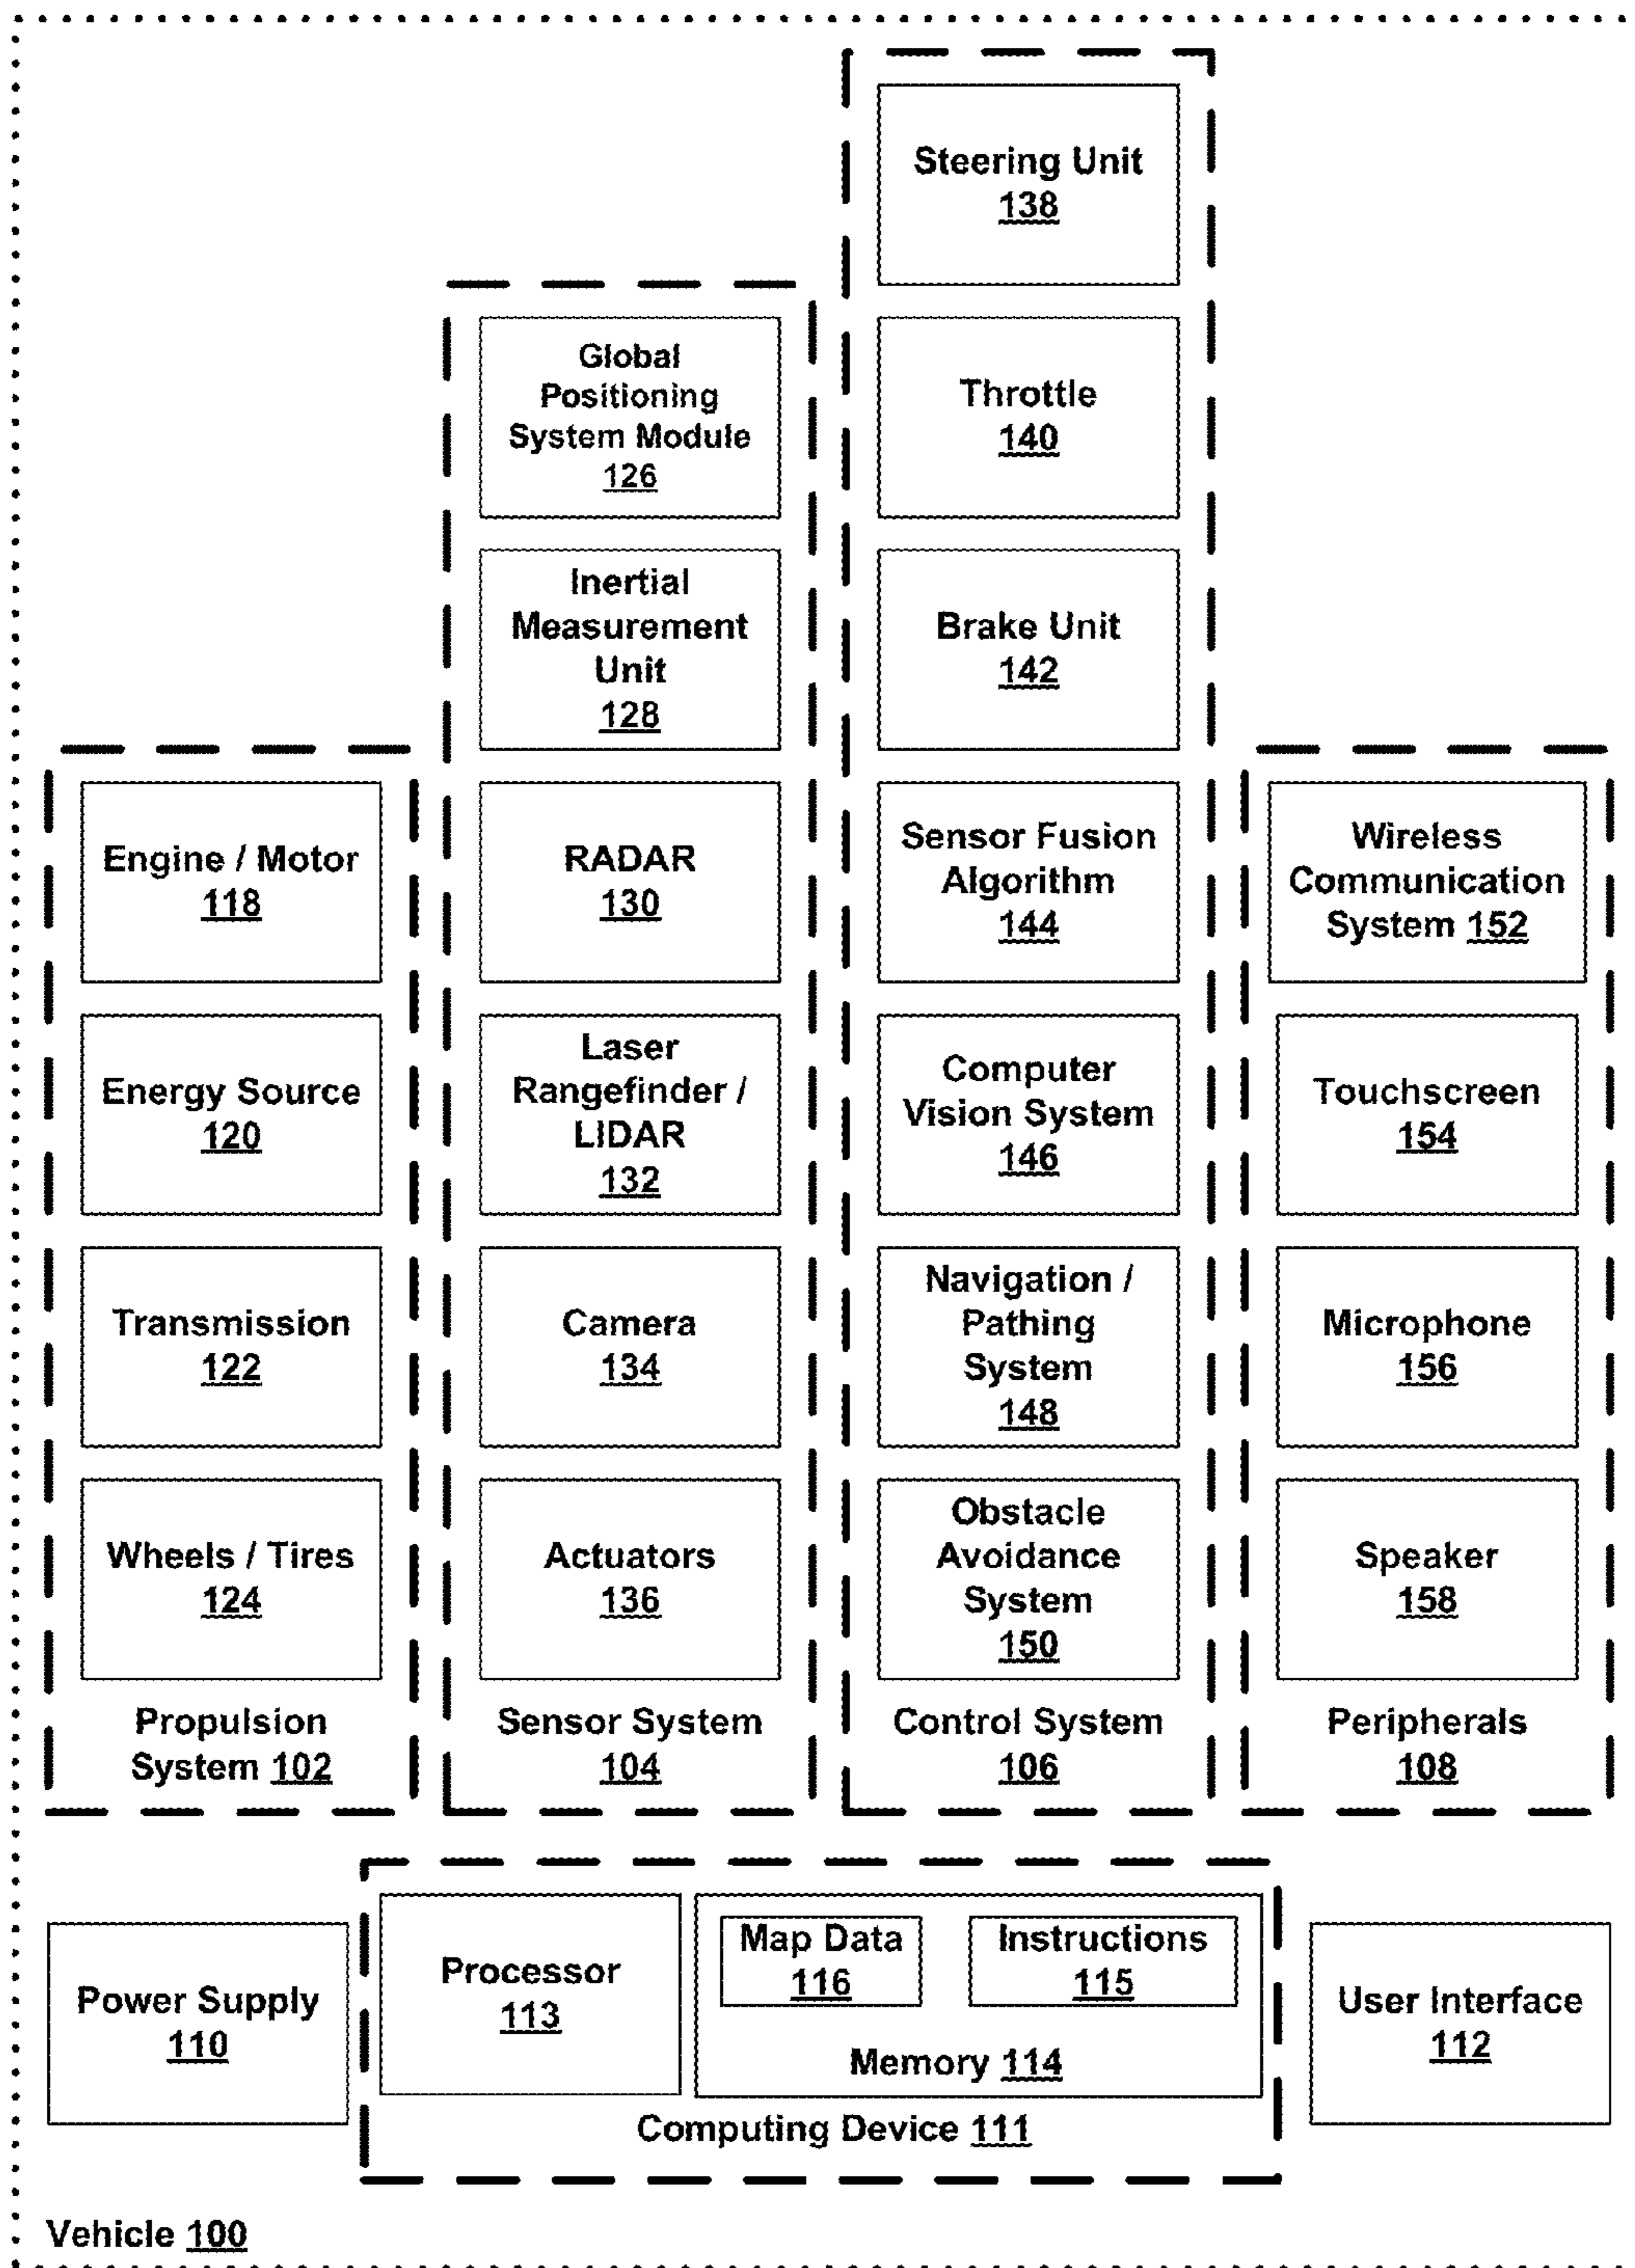 Steering Unit
138
Global
Positioning
System Module
126
Throttle
140
Inertial
Measurement
Unit
128
Brake Unit
142
Engine / Motor
118
RADAR
130
Sensor Fusion
Algorithm
144
Wireless
Communication
System 152
Energy Source
120
Laser
Rangefinder /
LIDAR
132
Computer
Vision System
146
Touchscreen
154
Transmission
122
Camera
134
Navigation /
Pathing
System
148
Microphone
156
Wheels / Tires
124
Actuators
136
Obstacle
Avoidance
System
150
Speaker
158
Propulsion
System 102
Sensor System
104
Control System
106
Peripherals
108
Power Supply
110
Processor
113
Map Data
116
Instructions
115
Memory 114
Computing Device 111
User Interface
112
Vehicle 100